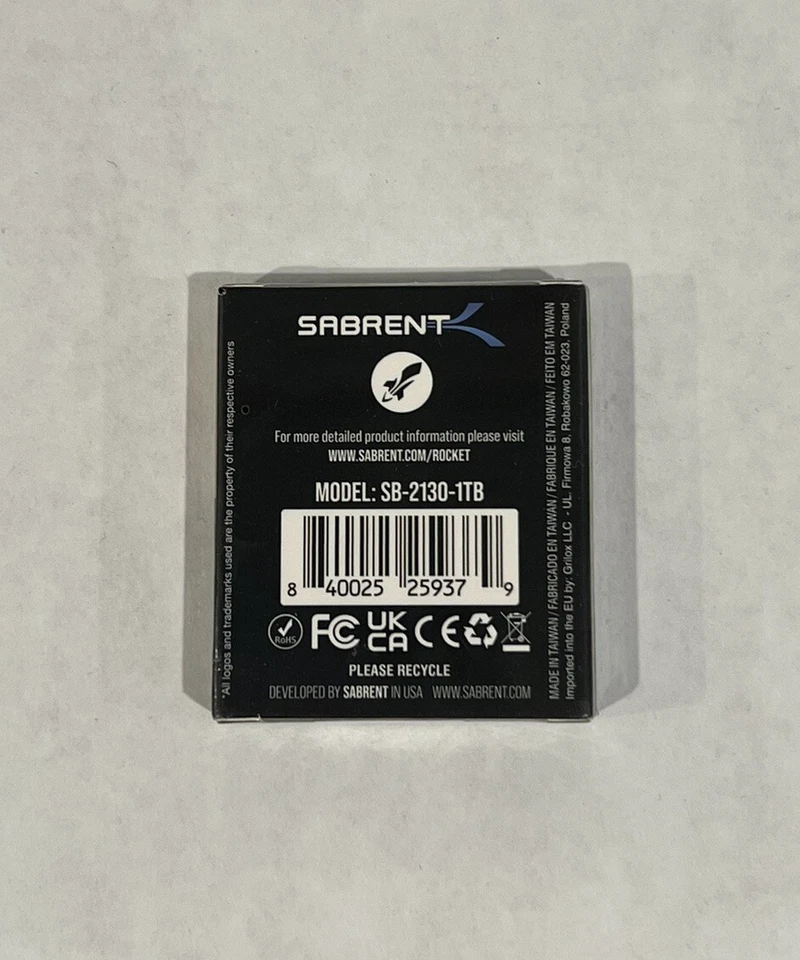 SABRENT
For more detailed product information please visit
WWW.SABRENT.COM/ROCKET
MODEL: SB-2130-1TB
8 40025 25937 9
RoHS FC UK CA CE
PLEASE RECYCLE
DEVELOPED BY SABRENT IN USA WWW.SABRENT.COM
*All logos and trademarks used are the property of their respective owners
MADE IN TAIWAN / FABRICADO EN TAIWÁN / FABRIQUE EN TAIWAN / FEITO EM TAIWAN
Imported into the EU by: Grilox LLC - UL. Firmowa 8, Robakowo 62-023, Poland